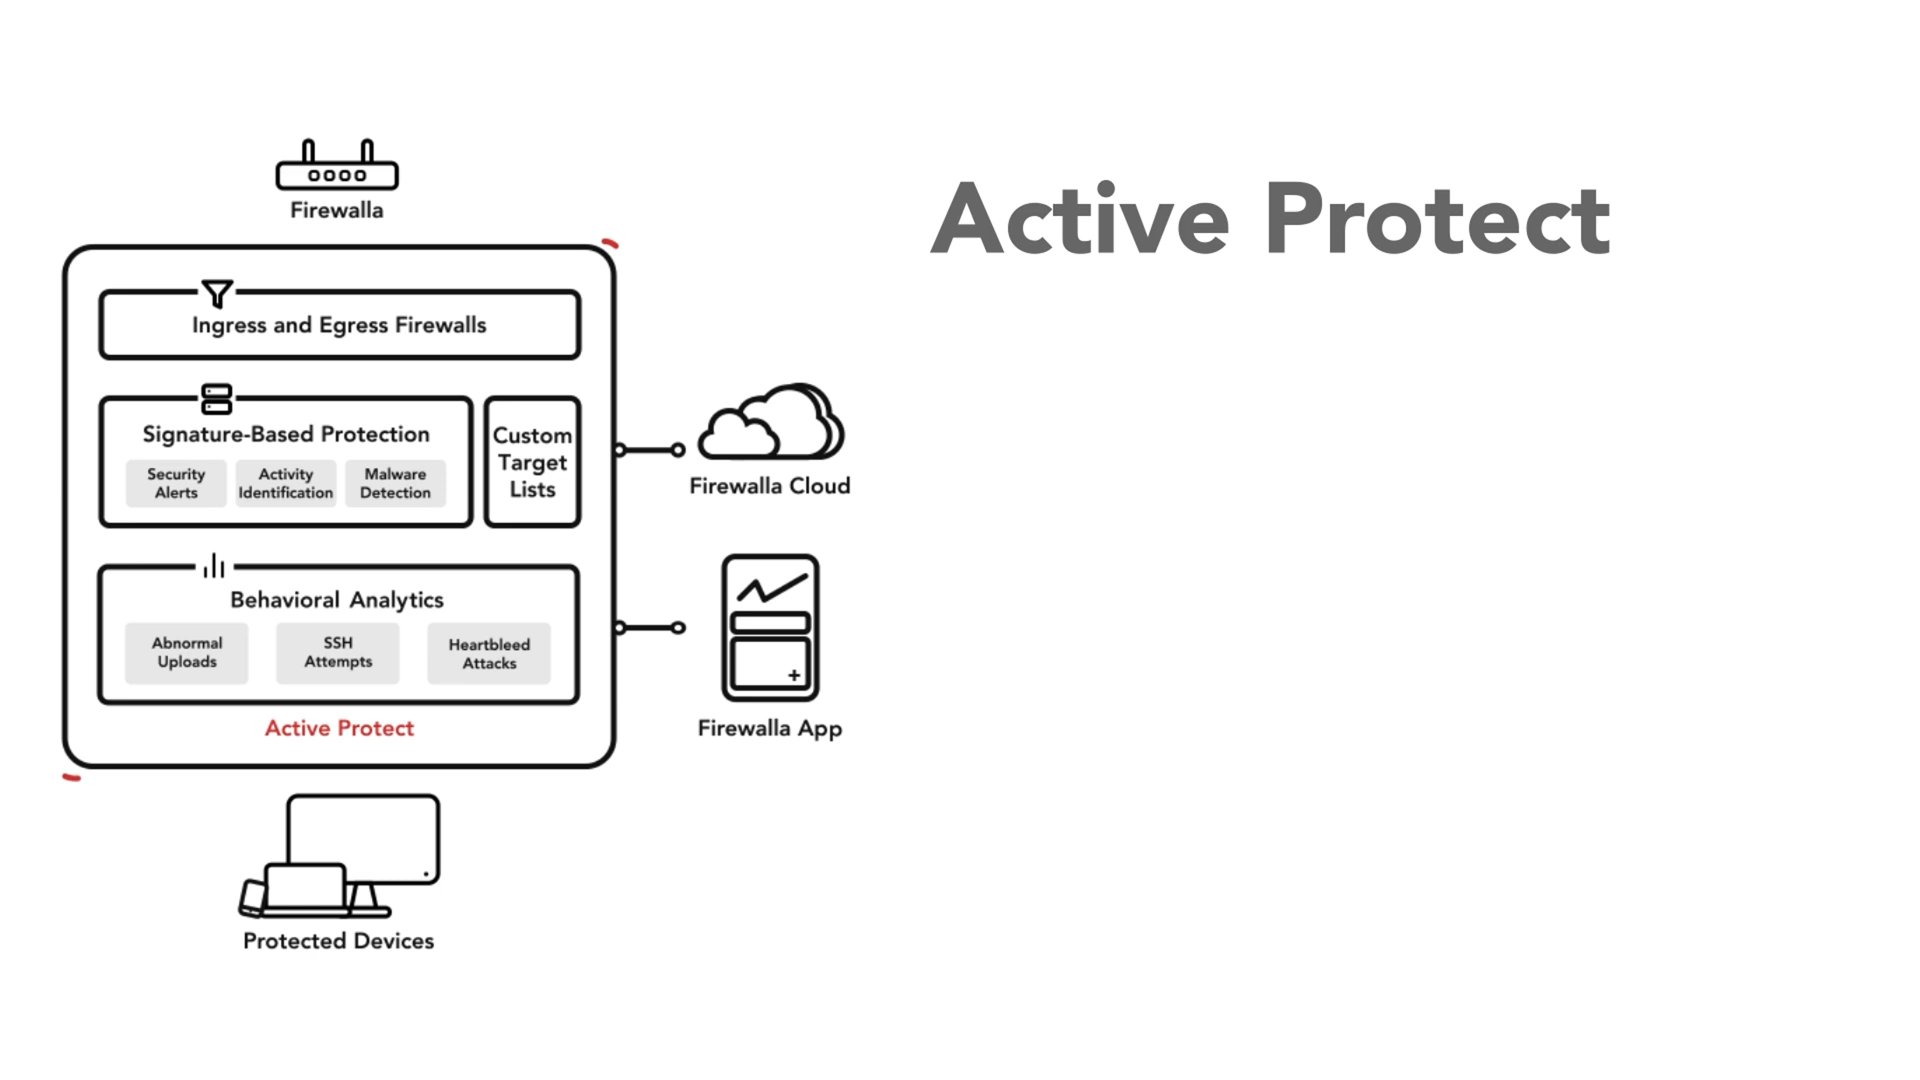 Firewalla
Active Protect
Ingress and Egress Firewalls
Signature-Based Protection
Security
Alerts
Activity
Identification
Malware
Detection
Custom
Target
Lists
Firewalla Cloud
Behavioral Analytics
Abnormal
Uploads
SSH
Attempts
Heartbleed
Attacks
Active Protect
Firewalla App
Protected Devices